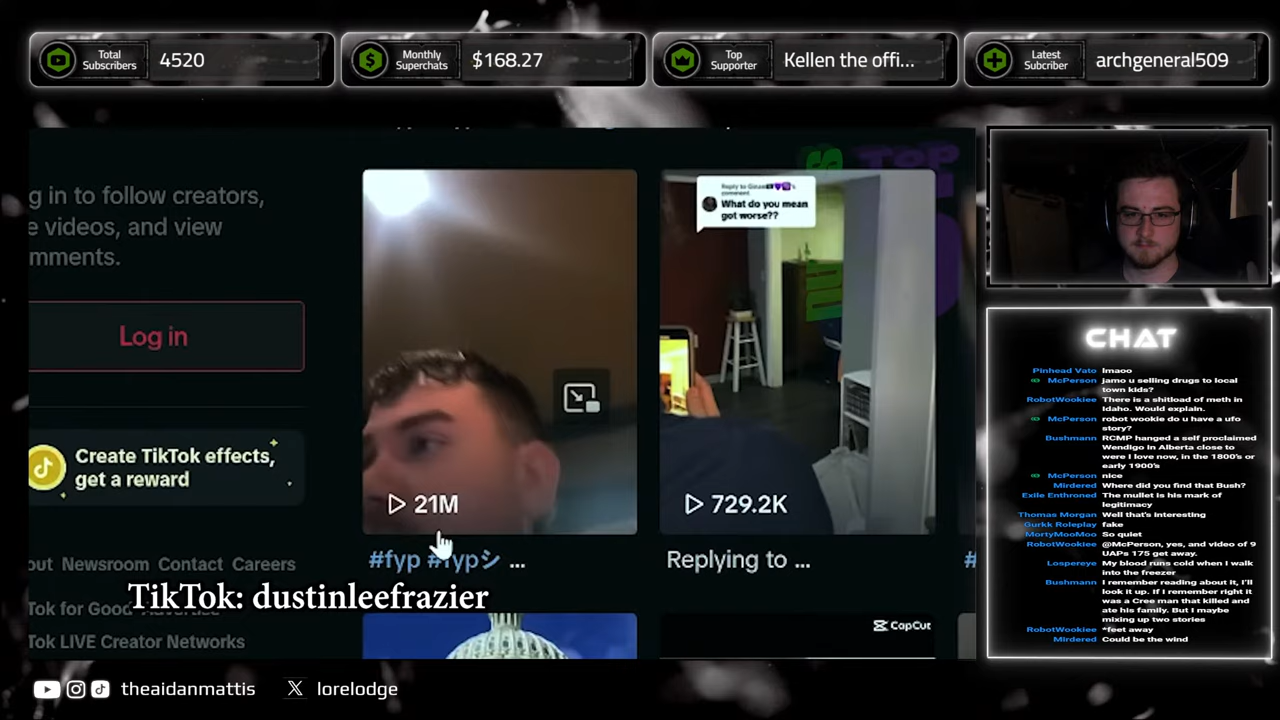 Total Subscribers 4520
Monthly Superchats $168.27
Top Supporter Kellen the offi...
Latest Subcriber archgeneral509
g in to follow creators,
e videos, and view
mments.
Log in
Create TikTok effects,
get a reward
out Newsroom Contact Careers
Tok for Good Advertise
Tok LIVE Creator Networks
TikTok: dustinleefrazier
21M
#fyp #fypシ ...
What do you mean
got worse??
729.2K
Replying to ...
#
CapCut
CHAT
Pinhead Vato lmaoo
McPerson jamo u selling drugs to local
town kids?
RobotWookiee There is a shitload of meth in
Idaho. Would explain.
McPerson robot wookie do u have a ufo
story?
Bushmann RCMP hanged a self proclaimed
Wendigo in Alberta close to
were I love now, in the 1800's or
early 1900's
McPerson nice
Mirdered Where did you find that Bush?
Exile Enthroned The mullet is his mark of
legitimacy
Thomas Morgan Well that's interesting
Gurkk Roleplay fake
MortyMooMoo So quiet
RobotWookiee @McPerson, yes, and video of 9
UAPs 175 get away.
Lospereye My blood runs cold when I walk
into the freezer
Bushmann I remember reading about it, I'll
look it up. If I remember right it
was a Cree man that killed and
ate his family. But I maybe
mixing up two stories
RobotWookiee *feet away
Mirdered Could be the wind
theaidanmattis
lorelodge